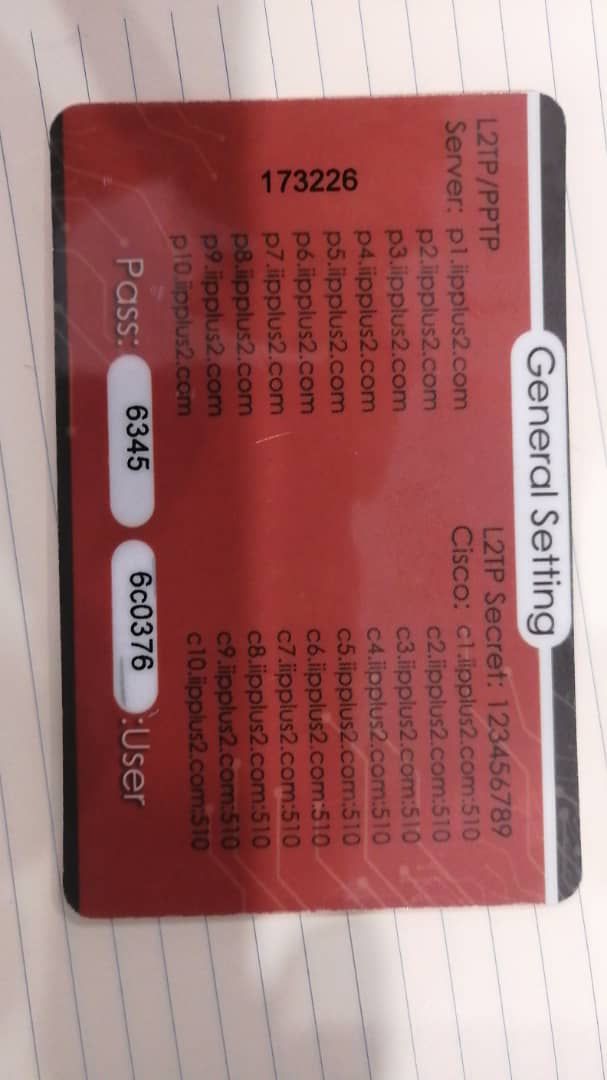 General Setting
L2TP/PPTP
Server: p1.iipplus2.com
p2.iipplus2.com
p3.iipplus2.com
p4.iipplus2.com
p5.iipplus2.com
p6.iipplus2.com
p7.iipplus2.com
p8.iipplus2.com
p9.iipplus2.com
p10.iipplus2.com
L2TP Secret: 123456789
Cisco: c1.iipplus2.com:510
c2.iipplus2.com:510
c3.iipplus2.com:510
c4.iipplus2.com:510
c5.iipplus2.com:510
c6.iipplus2.com:510
c7.iipplus2.com:510
c8.iipplus2.com:510
c9.iipplus2.com:510
c10.iipplus2.com:510
173226
Pass: 6345
6c0376 :User